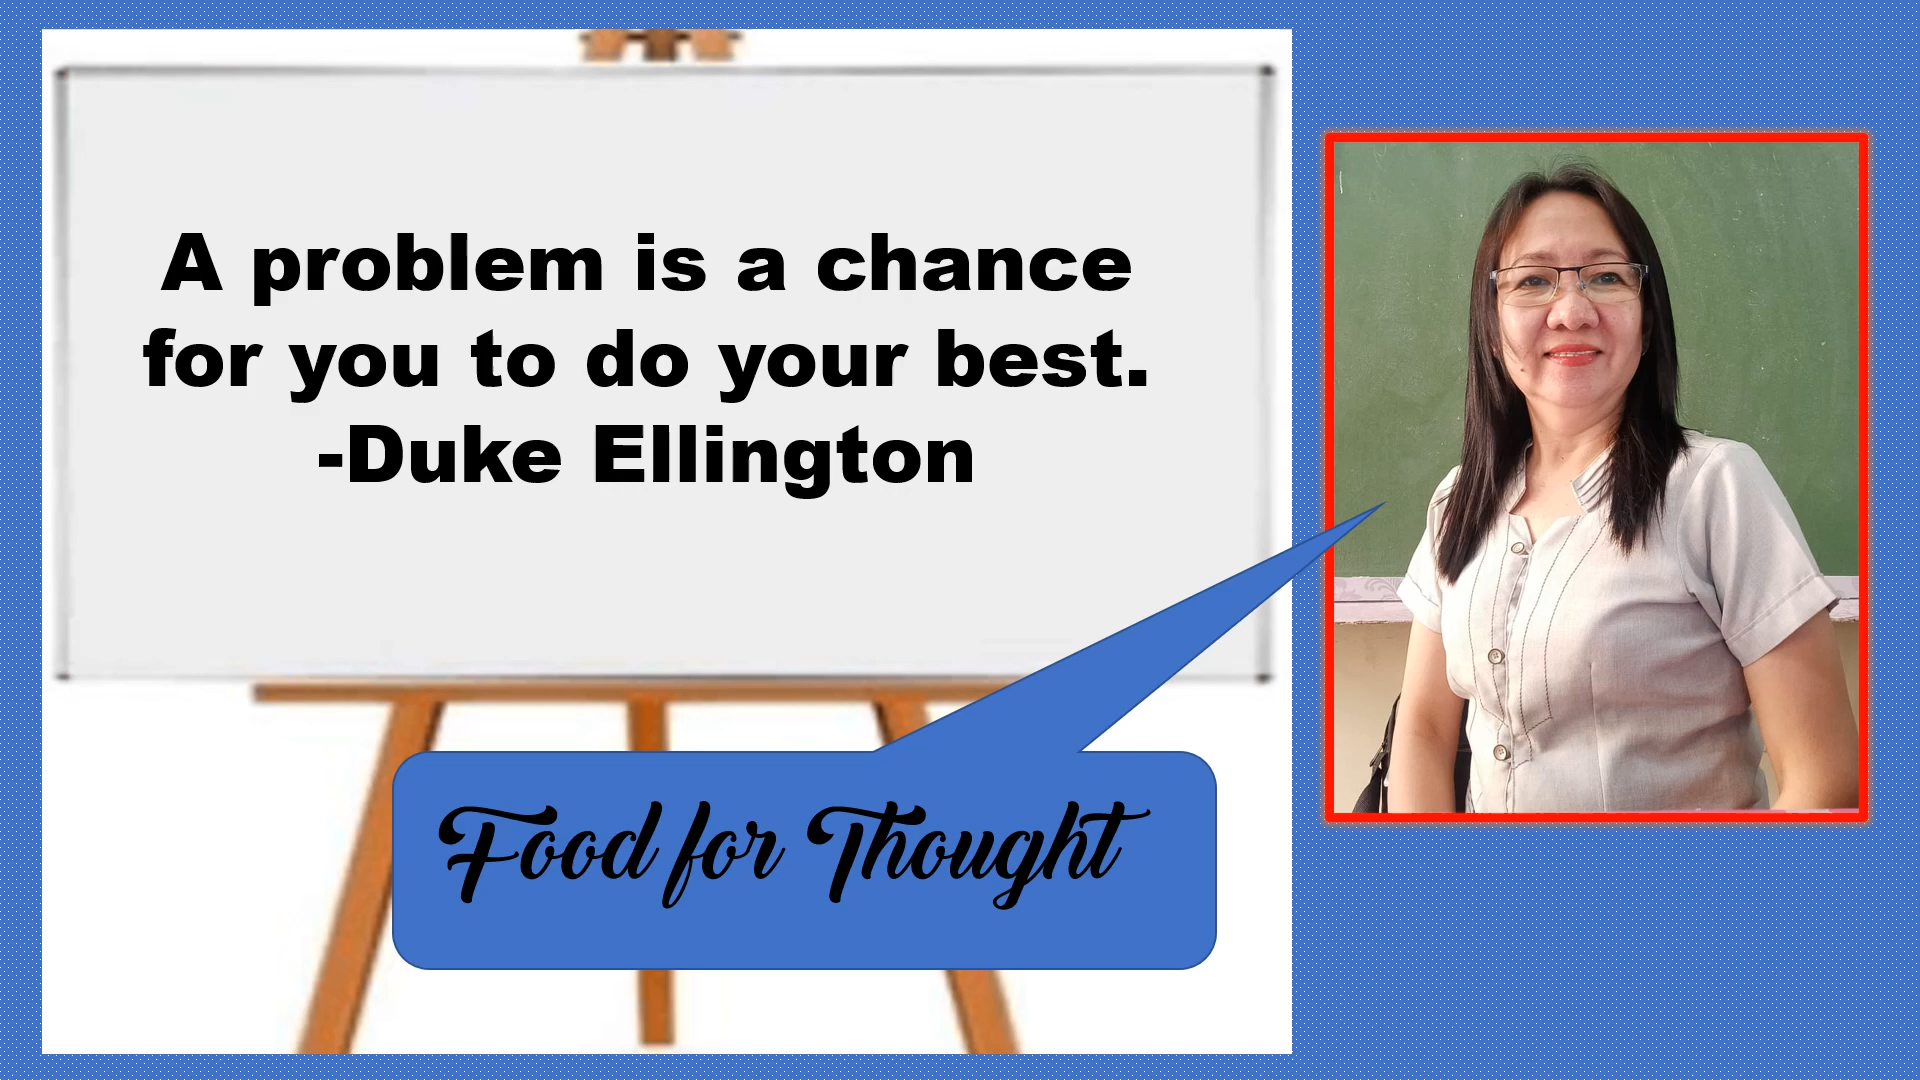 A problem is a chance
for you to do your best.
-Duke Ellington
Food for Thought